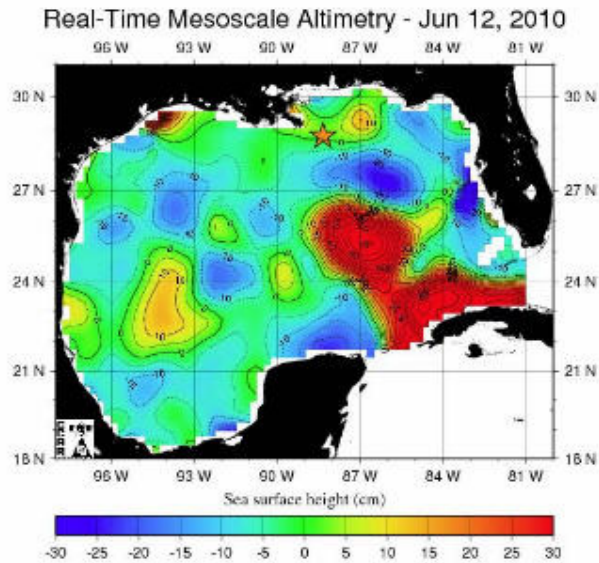 Real-Time Mesoscale Altimetry - Jun 12, 2010
96 W 93 W 90 W 87 W 84 W 81 W
30 N 30 N
27 N 27 N
24 N 24 N
21 N 21 N
18 N 18 N
96 W 93 W 90 W 87 W 84 W 81 W
Sea surface height (cm)
-30 -25 -20 -15 -10 -5 0 5 10 15 20 25 30